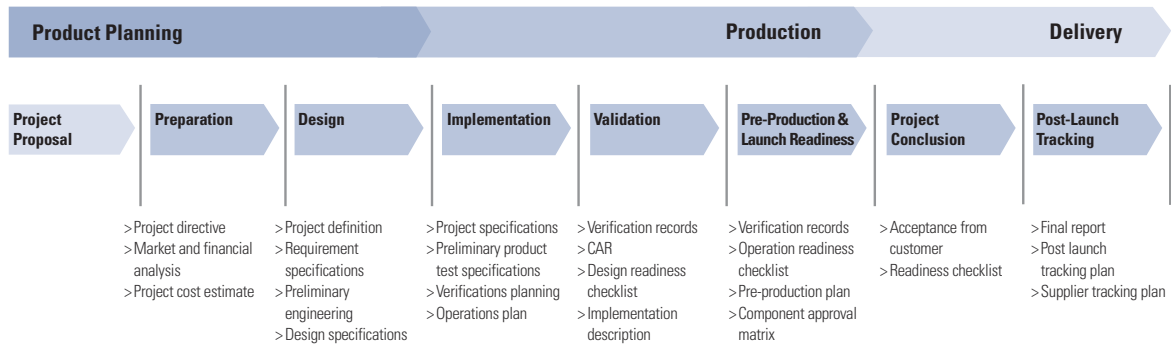 Product Planning
Production
Delivery
Project
Proposal
Preparation
Design
Implementation
Validation
Pre-Production &
Launch Readiness
Project
Conclusion
Post-Launch
Tracking
>Project directive
>Market and financial
analysis
>Project cost estimate
>Project definition
>Requirement
specifications
>Preliminary
engineering
>Design specifications
>Project specifications
>Preliminary product
test specifications
>Verifications planning
>Operations plan
>Verification records
>CAR
>Design readiness
checklist
>Implementation
description
>Verification records
>Operation readiness
checklist
>Pre-production plan
>Component approval
matrix
>Acceptance from
customer
>Readiness checklist
>Final report
>Post launch
tracking plan
>Supplier tracking plan